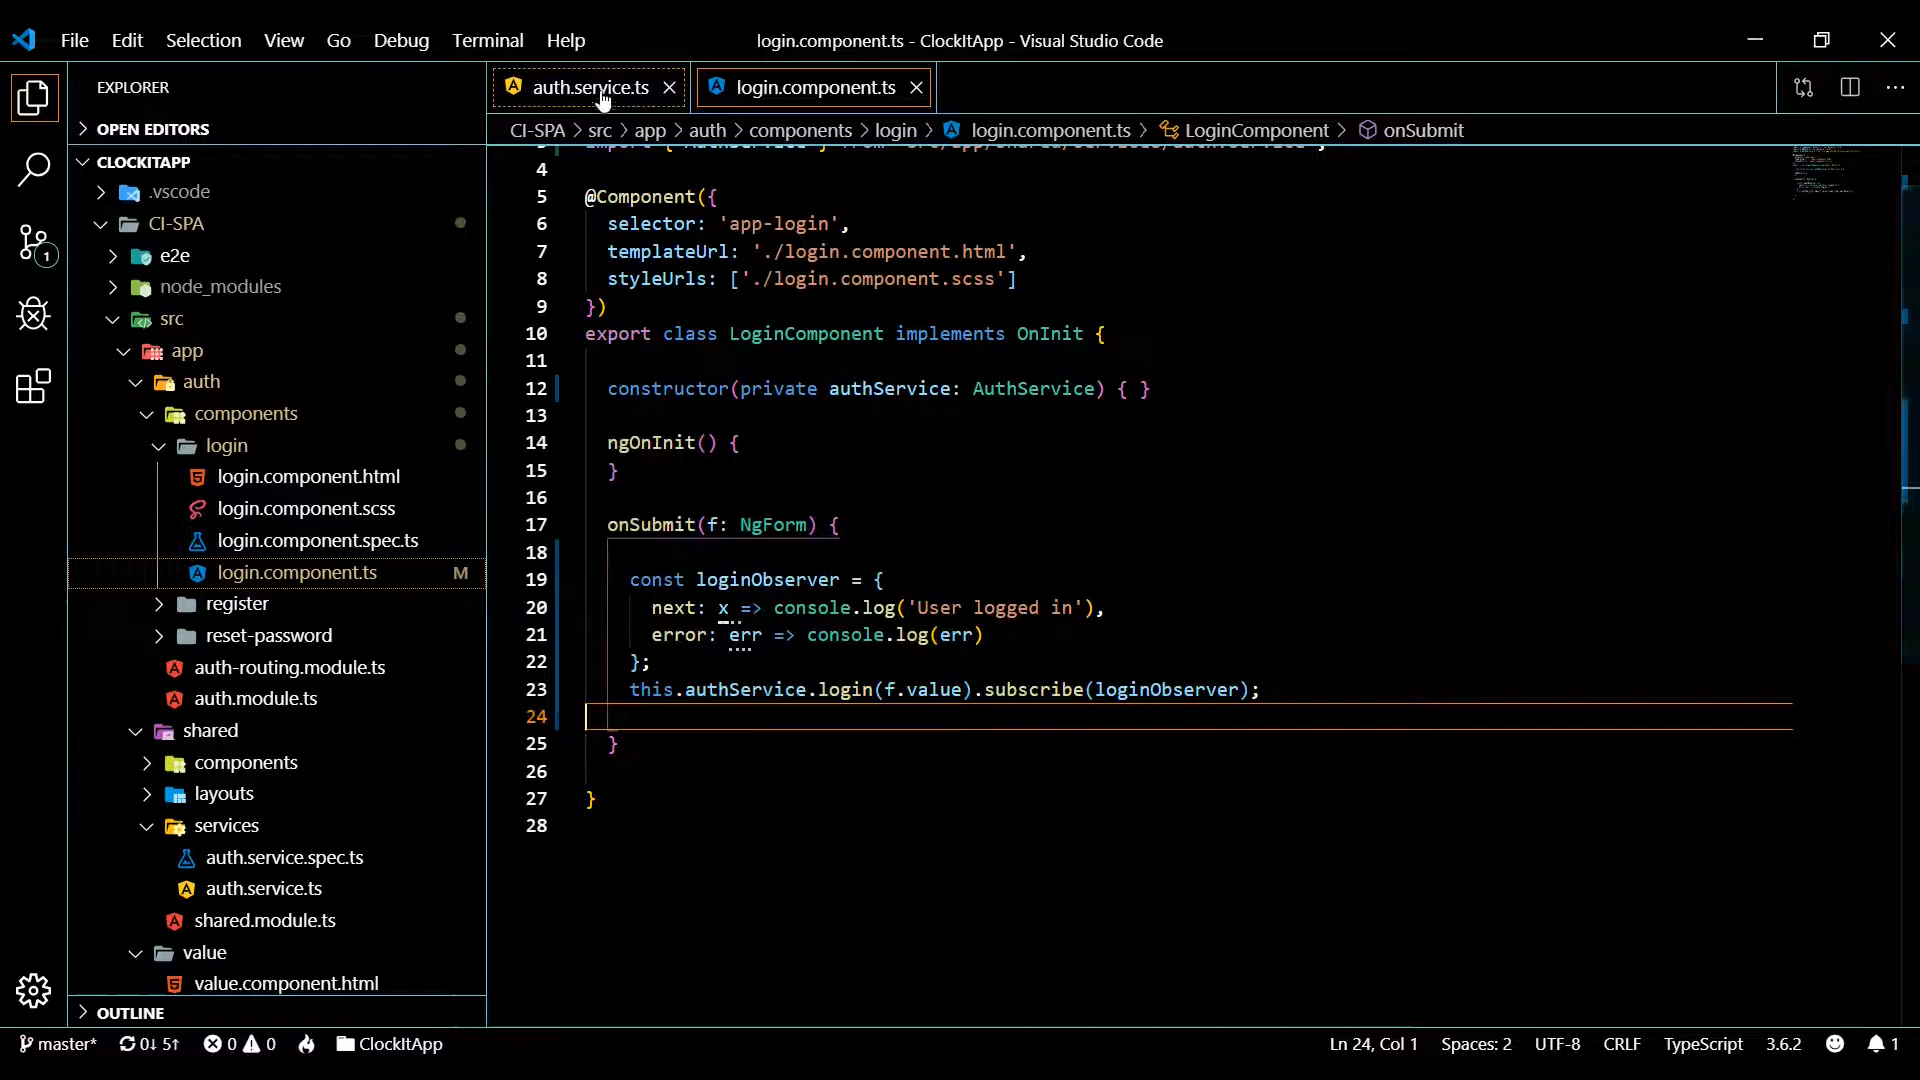 File Edit Selection View Go Debug Terminal Help
login.component.ts - ClockItApp - Visual Studio Code
EXPLORER
OPEN EDITORS
CLOCKITAPP
.vscode
CI-SPA
e2e
node_modules
src
app
auth
components
login
login.component.html
login.component.scss
login.component.spec.ts
login.component.ts M
register
reset-password
auth-routing.module.ts
auth.module.ts
shared
components
layouts
services
auth.service.spec.ts
auth.service.ts
shared.module.ts
value
value.component.html
OUTLINE
1
auth.service.ts
login.component.ts
CI-SPA > src > app > auth > components > login > login.component.ts > LoginComponent > onSubmit
4
5 @Component({
6 selector: 'app-login',
7 templateUrl: './login.component.html',
8 styleUrls: ['./login.component.scss']
9 })
10 export class LoginComponent implements OnInit {
11
12 constructor(private authService: AuthService) { }
13
14 ngOnInit() {
15 }
16
17 onSubmit(f: NgForm) {
18
19 const loginObserver = {
20 next: x => console.log('User logged in'),
21 error: err => console.log(err)
22 };
23 this.authService.login(f.value).subscribe(loginObserver);
24
25 }
26
27 }
28
master* 0↓ 5↑ 0 0 ClockItApp
Ln 24, Col 1 Spaces: 2 UTF-8 CRLF TypeScript 3.6.2 1